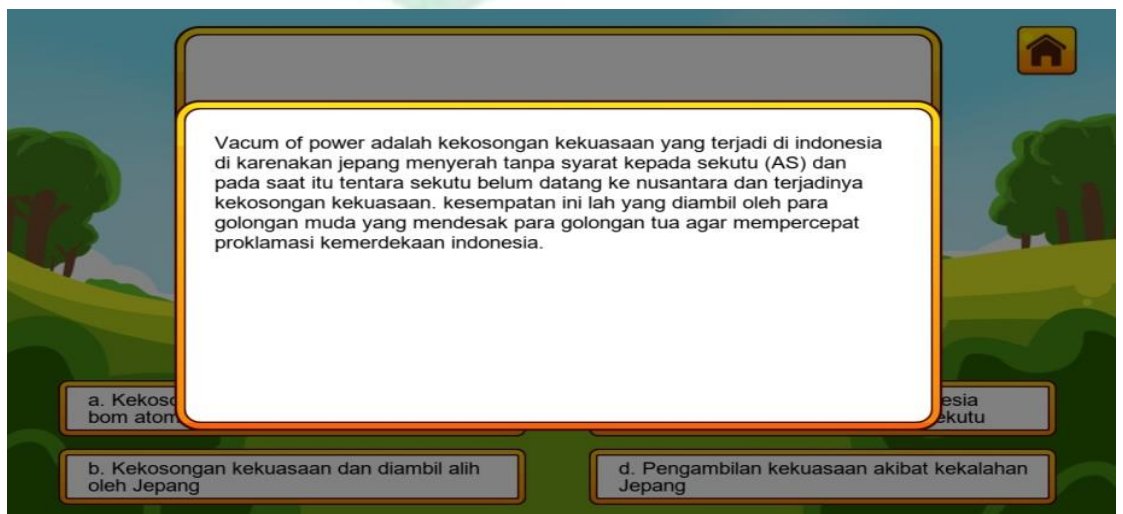 Vacum of power adalah kekosongan kekuasaan yang terjadi di indonesia
di karenakan jepang menyerah tanpa syarat kepada sekutu (AS) dan
pada saat itu tentara sekutu belum datang ke nusantara dan terjadinya
kekosongan kekuasaan. kesempatan ini lah yang diambil oleh para
golongan muda yang mendesak para golongan tua agar mempercepat
proklamasi kemerdekaan indonesia.
a.
bom atom
b. Kekosongan kekuasaan dan diambil alih
oleh Jepang
d. Pengambilan kekuasaan akibat kekalahan
Jepang